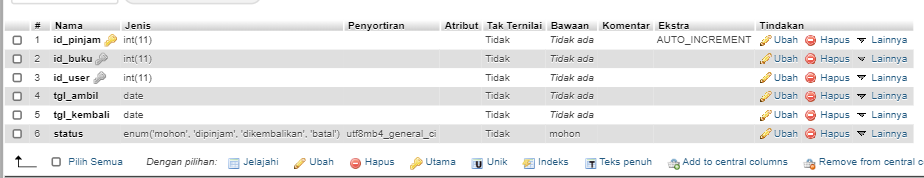 # Nama Jenis Penyortiran Atribut Tak Ternilai Bawaan Komentar Ekstra Tindakan
1 id_pinjam int(11) Tidak Tidak ada AUTO_INCREMENT Ubah Hapus Lainnya
2 id_buku int(11) Tidak Tidak ada Ubah Hapus Lainnya
3 id_user int(11) Tidak Tidak ada Ubah Hapus Lainnya
4 tgl_ambil date Tidak Tidak ada Ubah Hapus Lainnya
5 tgl_kembali date Tidak Tidak ada Ubah Hapus Lainnya
6 status enum('mohon', 'dipinjam', 'dikembalikan', 'batal') utf8mb4_general_ci Tidak mohon Ubah Hapus Lainnya
Pilih Semua Dengan pilihan: Jelajahi Ubah Hapus Utama Unik Indeks Teks penuh Add to central columns Remove from central c